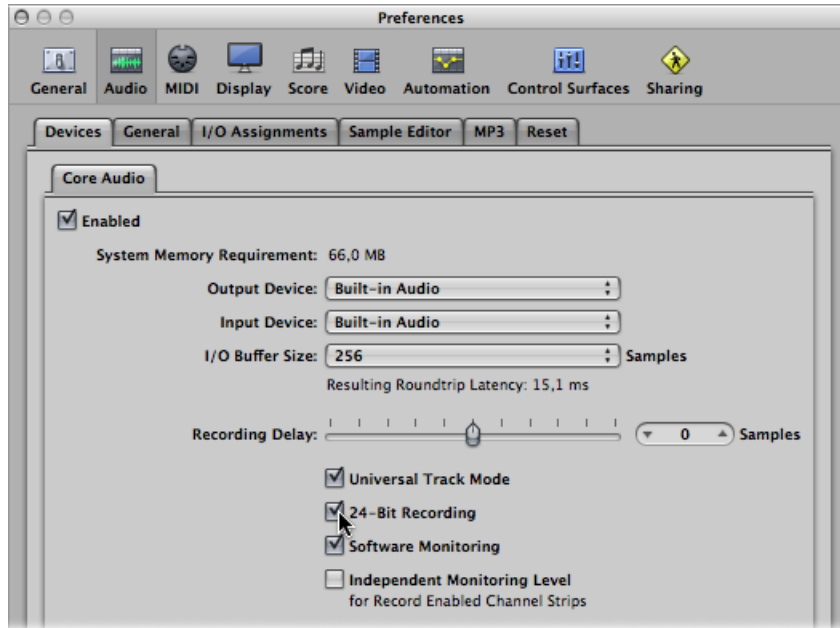 Preferences
General Audio MIDI Display Score Video Automation Control Surfaces Sharing
Devices General I/O Assignments Sample Editor MP3 Reset
Core Audio
Enabled
System Memory Requirement: 66,0 MB
Output Device: Built-in Audio
Input Device: Built-in Audio
I/O Buffer Size: 256 Samples
Resulting Roundtrip Latency: 15,1 ms
Recording Delay: 0 Samples
Universal Track Mode
24-Bit Recording
Software Monitoring
Independent Monitoring Level
for Record Enabled Channel Strips